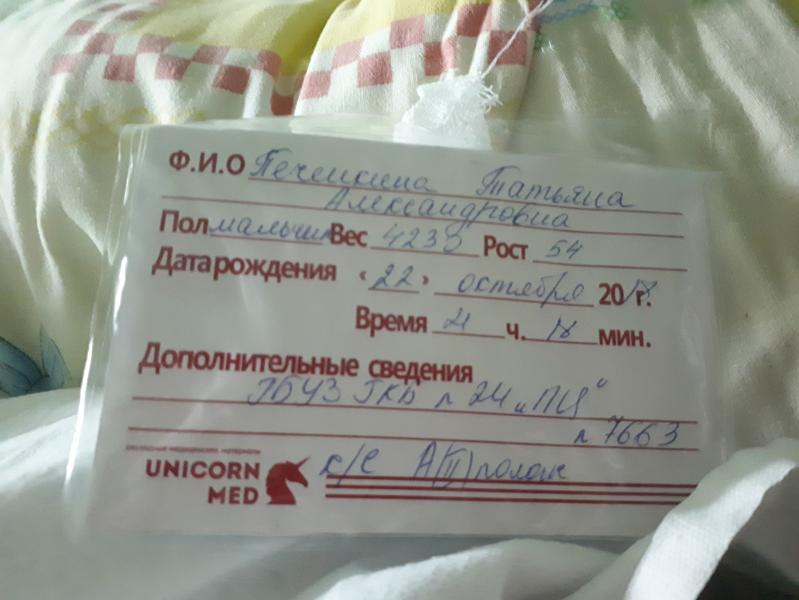 Ф.И.О Печенкина Татьяна
Александровна
Пол мальчик Вес 4230 Рост 54
Дата рождения «22» октября 2018 г.
Время 21 ч. 18 мин.
Дополнительные сведения
ГБУЗ ГКБ № 24 „ПЦ“
№ 7663
UNICORN
MED
к/с А(II) полож